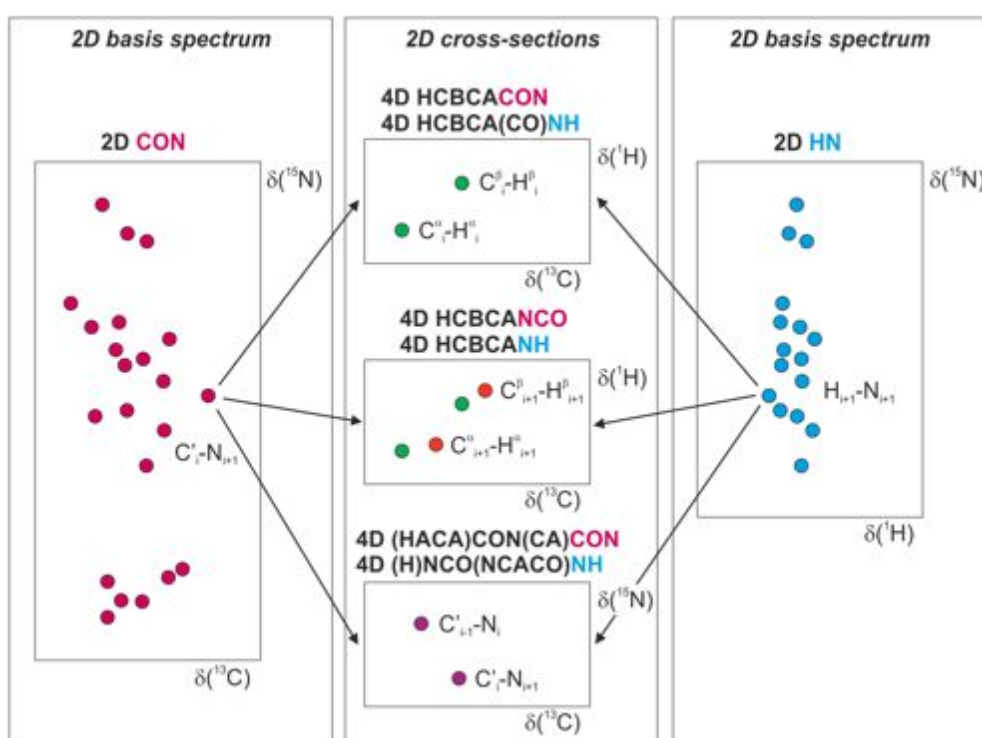 2D basis spectrum
2D CON
δ(¹⁵N)
C'ᵢ-Nᵢ₊₁
δ(¹³C)
2D cross-sections
4D HCBCACON
4D HCBCA(CO)NH
δ(¹H)
Cᵝᵢ-Hᵝᵢ
Cᵅᵢ-Hᵅᵢ
δ(¹³C)
4D HCBCANCO
4D HCBCANH
δ(¹H)
Cᵝᵢ₊₁-Hᵝᵢ₊₁
Cᵅᵢ₊₁-Hᵅᵢ₊₁
δ(¹³C)
4D (HACA)CON(CA)CON
4D (H)NCO(NCACO)NH
δ(¹⁵N)
C'ᵢ₋₁-Nᵢ
C'ᵢ-Nᵢ₊₁
δ(¹³C)
2D basis spectrum
2D HN
δ(¹⁵N)
Hᵢ₊₁-Nᵢ₊₁
δ(¹H)